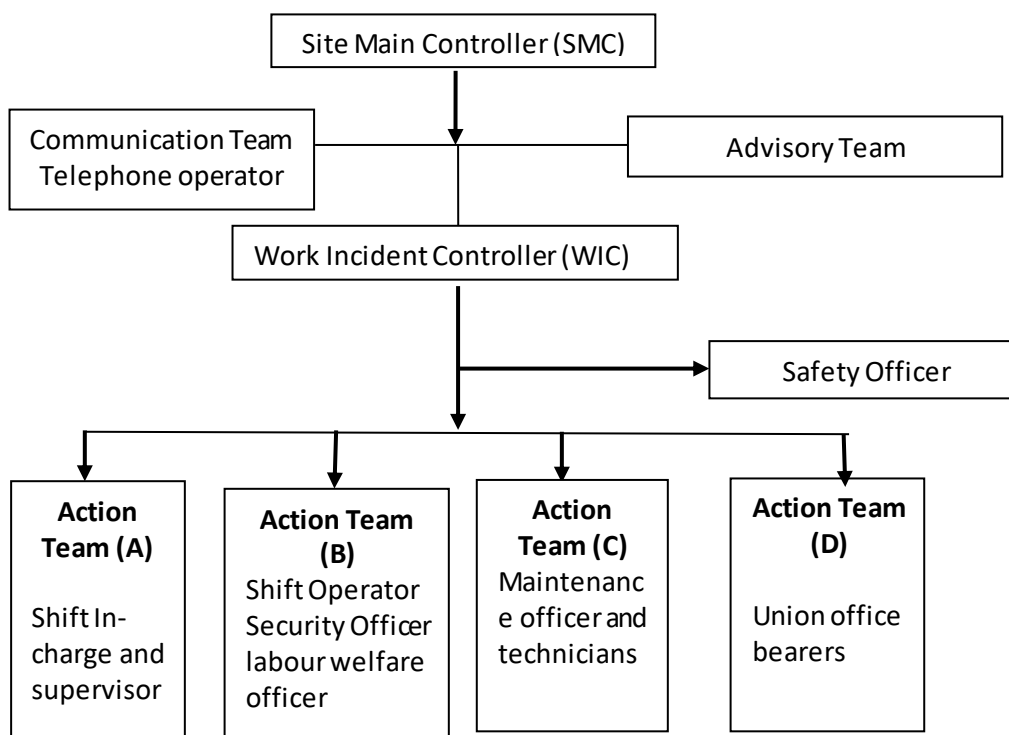 Site Main Controller (SMC)
Communication Team
Telephone operator
Advisory Team
Work Incident Controller (WIC)
Safety Officer
Action
Team (A)
Shift In-
charge and
supervisor
Action Team
(B)
Shift Operator
Security Officer
labour welfare
officer
Action
Team (C)
Maintenanc
e officer and
technicians
Action Team
(D)
Union office
bearers